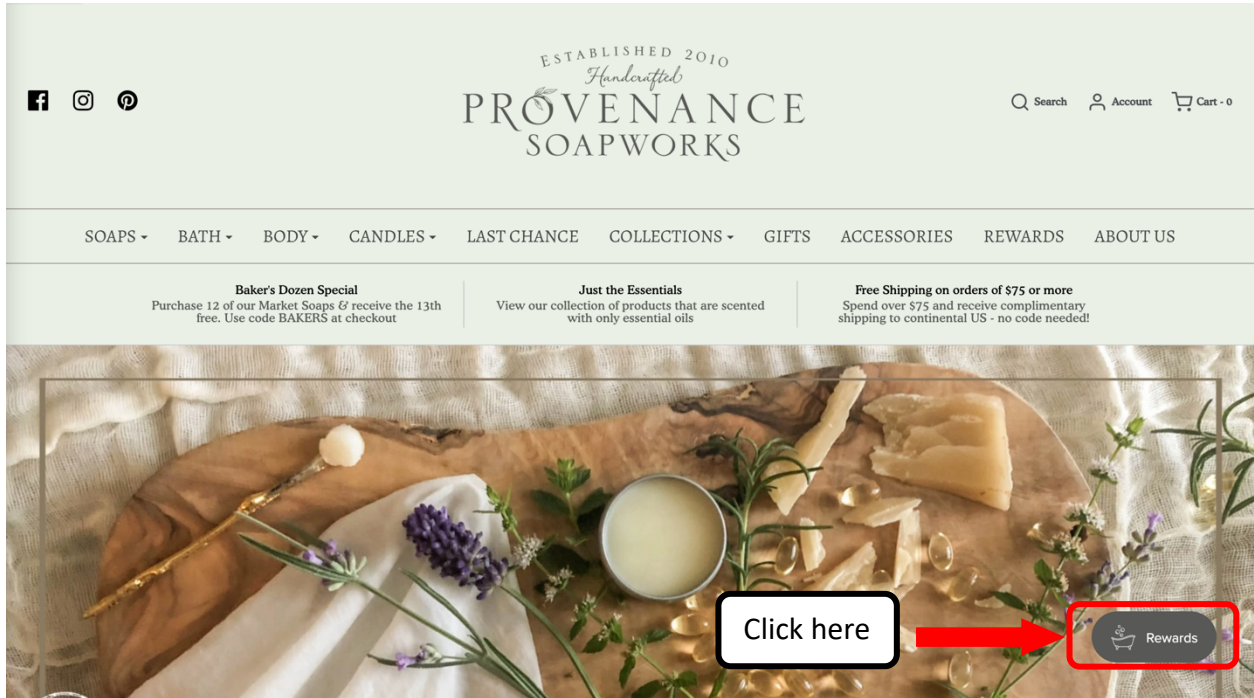 ESTABLISHED 2010
Handcrafted
PROVENANCE
SOAPWORKS
Search Account Cart - 0
SOAPS BATH BODY CANDLES LAST CHANCE COLLECTIONS GIFTS ACCESSORIES REWARDS ABOUT US
Baker's Dozen Special
Purchase 12 of our Market Soaps & receive the 13th
free. Use code BAKERS at checkout
Just the Essentials
View our collection of products that are scented
with only essential oils
Free Shipping on orders of $75 or more
Spend over $75 and receive complimentary
shipping to continental US - no code needed!
Click here
Rewards